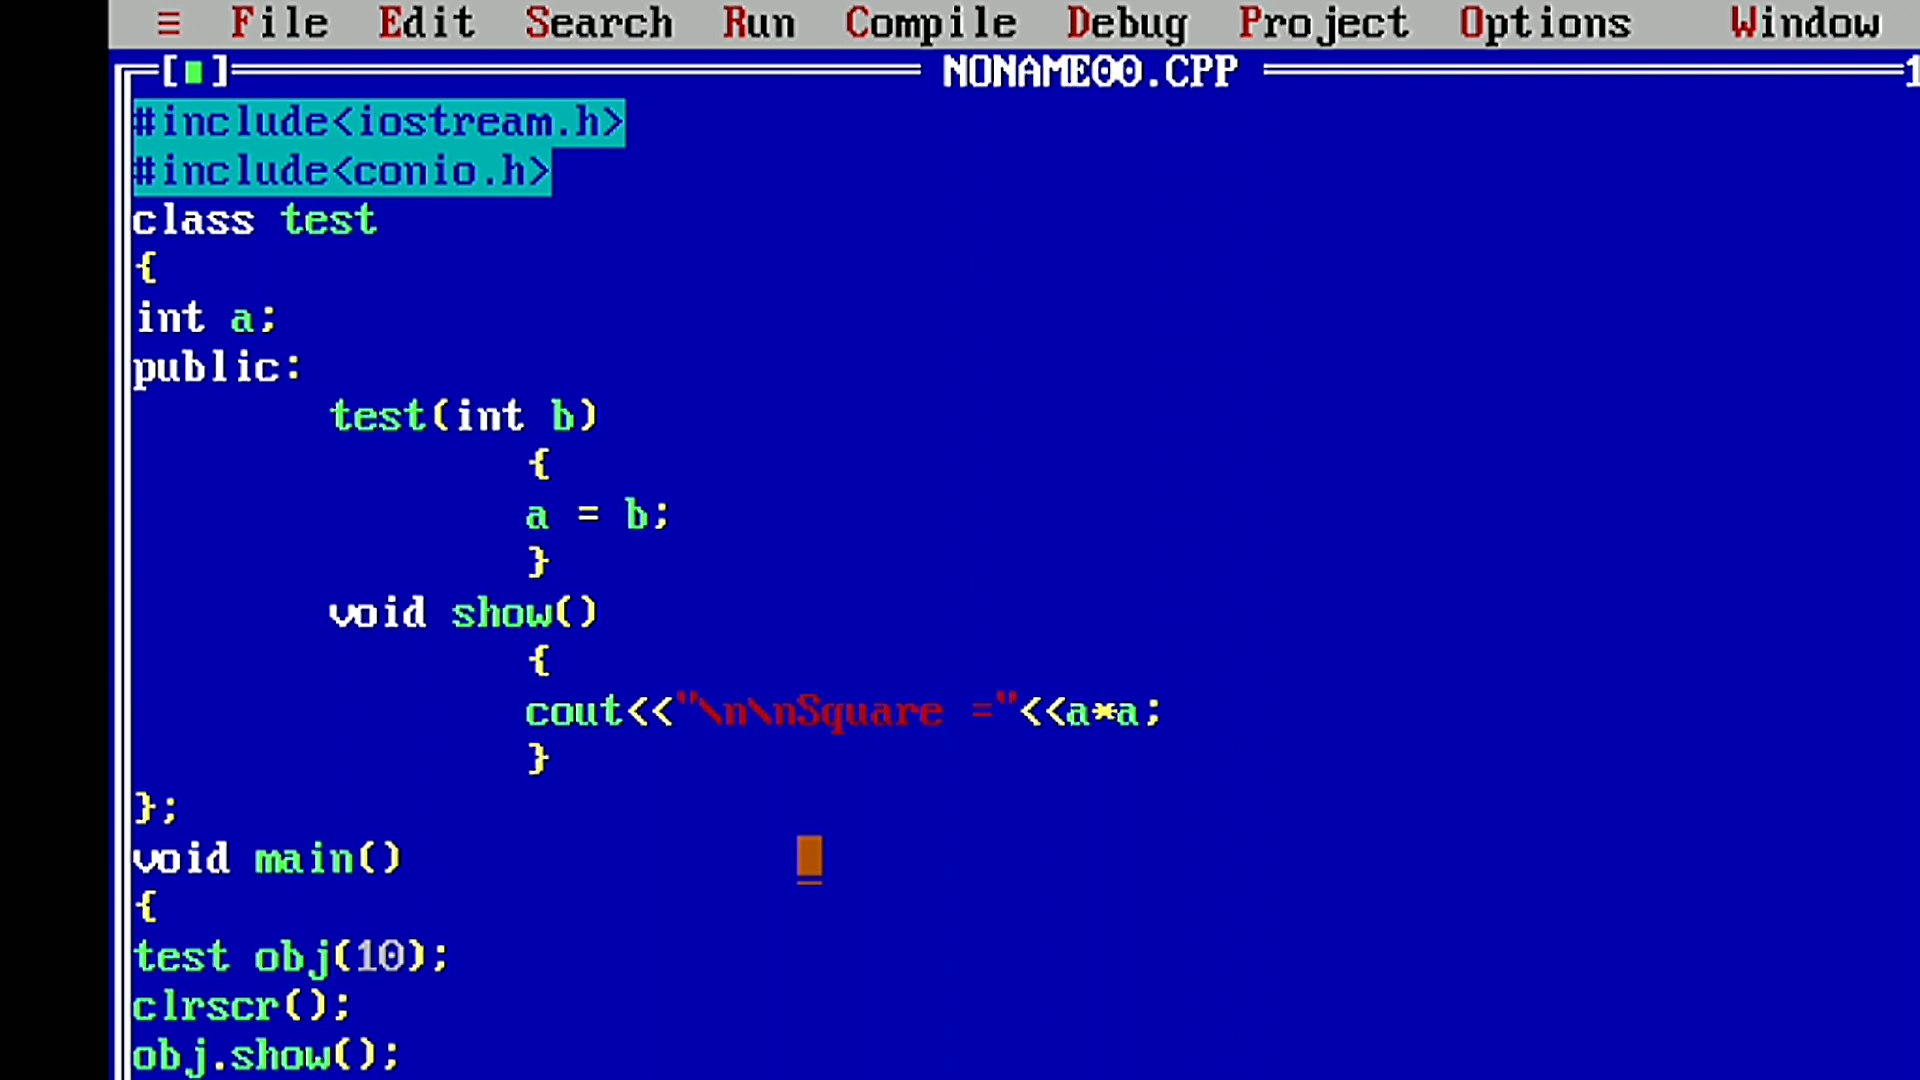 ≡ File Edit Search Run Compile Debug Project Options Window
[■] NONAME00.CPP 1
#include<iostream.h>
#include<conio.h>
class test
{
int a;
public:
test(int b)
{
a = b;
}
void show()
{
cout<<"\n\nSquare ="<<a*a;
}
};
void main()
{
test obj(10);
clrscr();
obj.show();